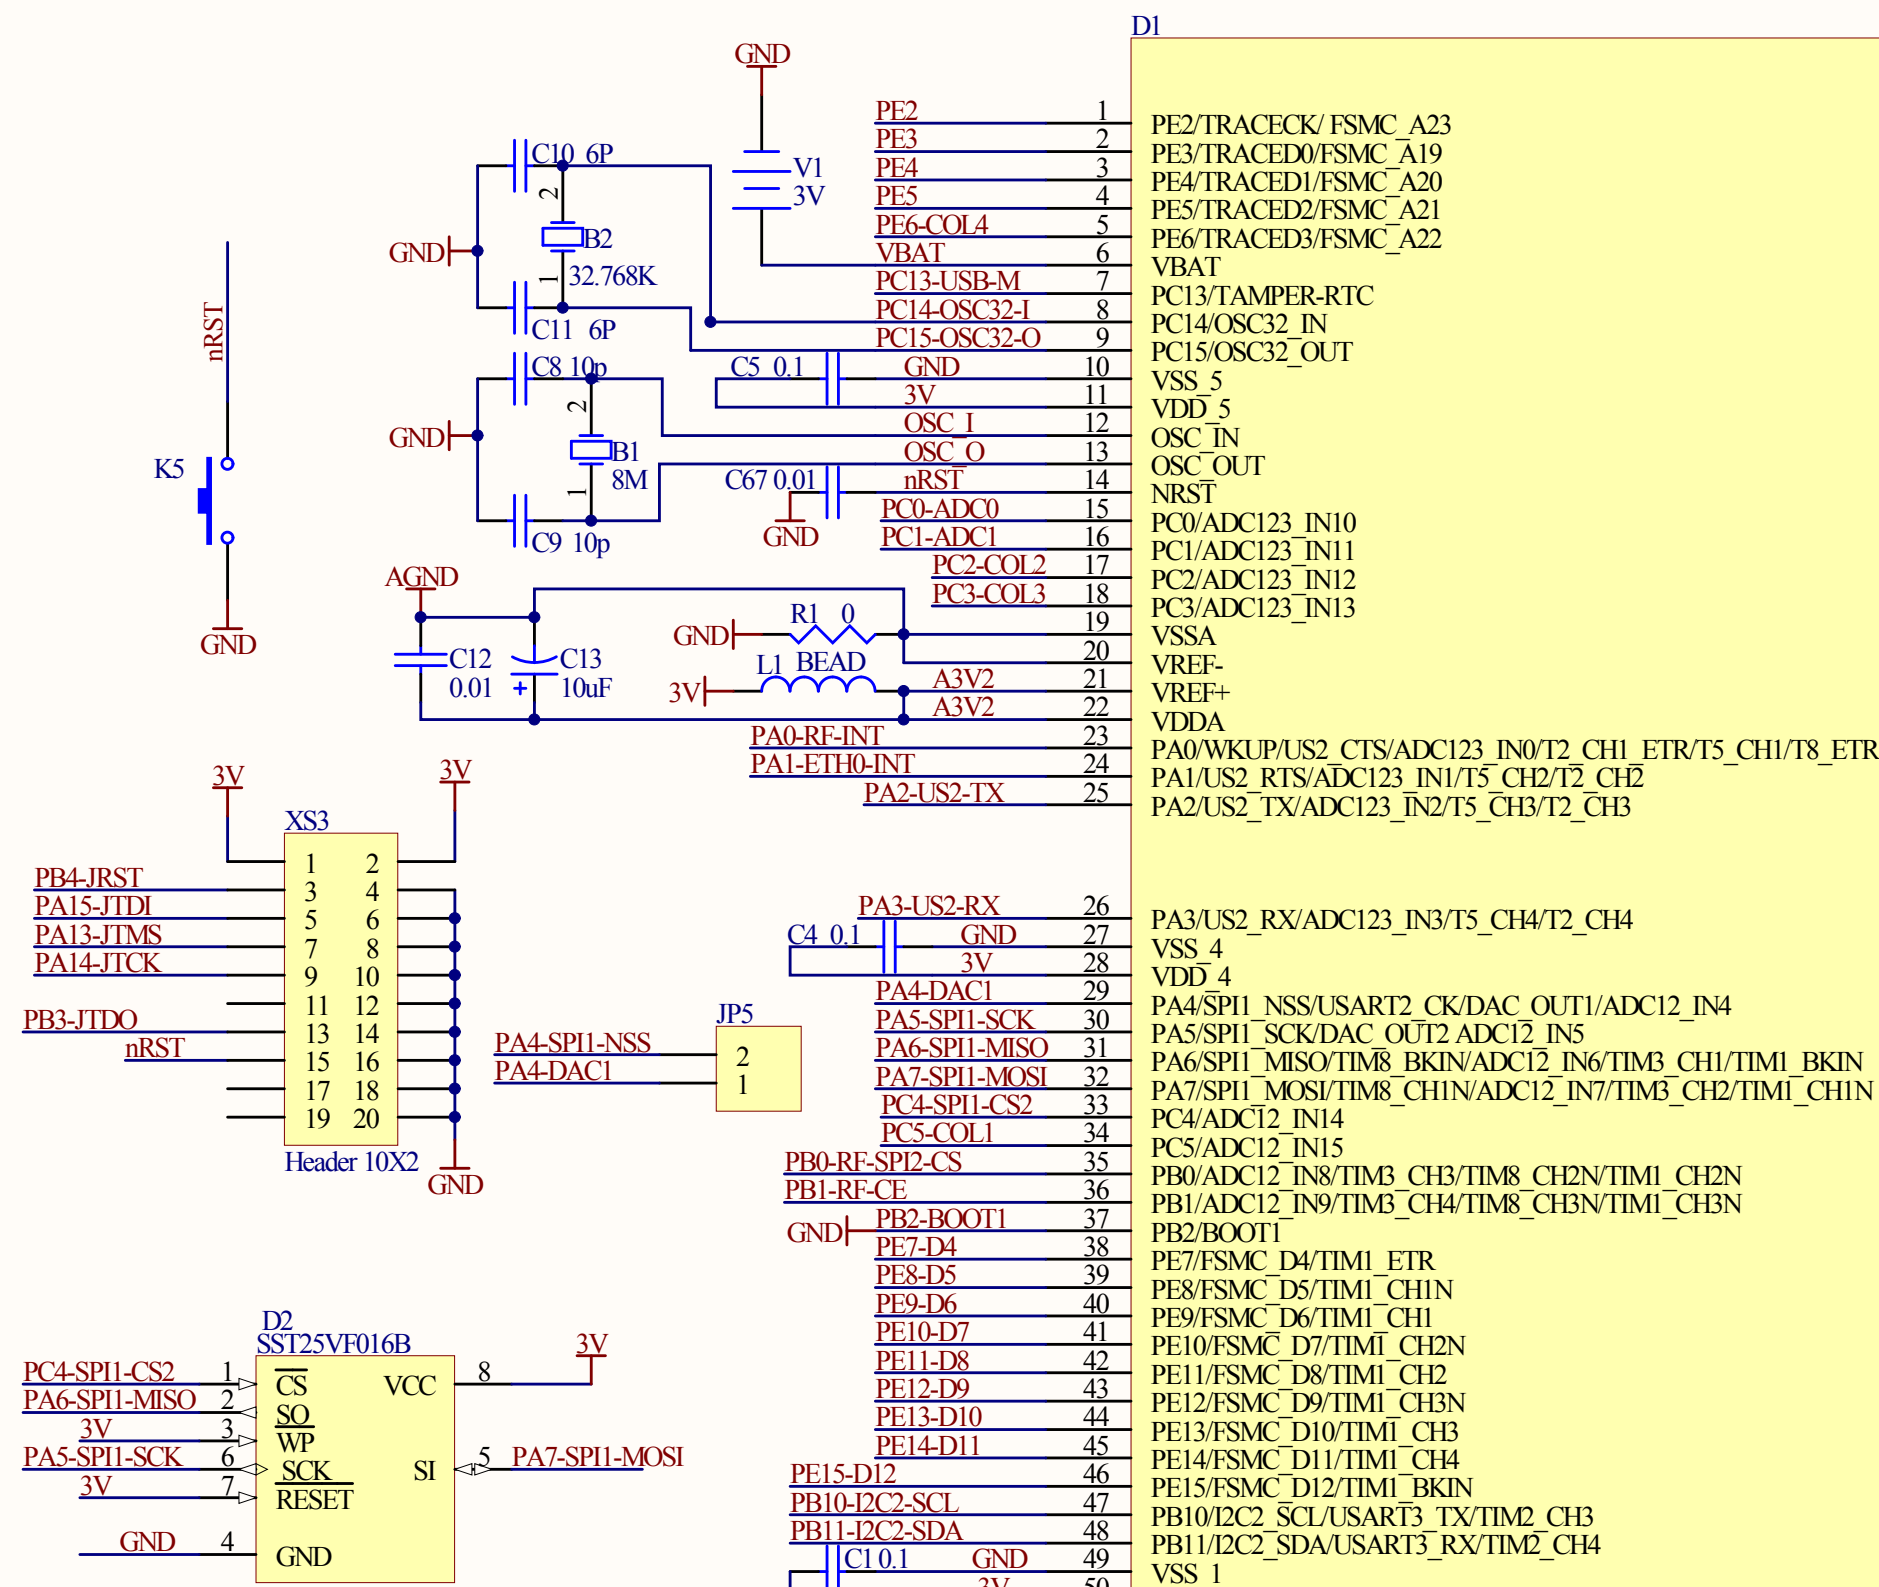 D1
GND
PE2 1 PE2/TRACECK/ FSMC_A23
PE3 2 PE3/TRACED0/FSMC_A19
PE4 3 PE4/TRACED1/FSMC_A20
PE5 4 PE5/TRACED2/FSMC_A21
PE6-COL4 5 PE6/TRACED3/FSMC_A22
VBAT 6 VBAT
PC13-USB-M 7 PC13/TAMPER-RTC
PC14-OSC32-I 8 PC14/OSC32_IN
PC15-OSC32-O 9 PC15/OSC32_OUT
GND 10 VSS_5
3V 11 VDD_5
OSC_I 12 OSC_IN
OSC_O 13 OSC_OUT
nRST 14 NRST
PC0-ADC0 15 PC0/ADC123_IN10
PC1-ADC1 16 PC1/ADC123_IN11
PC2-COL2 17 PC2/ADC123_IN12
PC3-COL3 18 PC3/ADC123_IN13
19 VSSA
20 VREF-
A3V2 21 VREF+
A3V2 22 VDDA
PA0-RF-INT 23 PA0/WKUP/US2_CTS/ADC123_IN0/T2_CH1_ETR/T5_CH1/T8_ETR
PA1-ETH0-INT 24 PA1/US2_RTS/ADC123_IN1/T5_CH2/T2_CH2
PA2-US2-TX 25 PA2/US2_TX/ADC123_IN2/T5_CH3/T2_CH3
PA3-US2-RX 26 PA3/US2_RX/ADC123_IN3/T5_CH4/T2_CH4
GND 27 VSS_4
3V 28 VDD_4
PA4-DAC1 29 PA4/SPI1_NSS/USART2_CK/DAC_OUT1/ADC12_IN4
PA5-SPI1-SCK 30 PA5/SPI1_SCK/DAC_OUT2 ADC12_IN5
PA6-SPI1-MISO 31 PA6/SPI1_MISO/TIM8_BKIN/ADC12_IN6/TIM3_CH1/TIM1_BKIN
PA7-SPI1-MOSI 32 PA7/SPI1_MOSI/TIM8_CH1N/ADC12_IN7/TIM3_CH2/TIM1_CH1N
PC4-SPI1-CS2 33 PC4/ADC12_IN14
PC5-COL1 34 PC5/ADC12_IN15
PB0-RF-SPI2-CS 35 PB0/ADC12_IN8/TIM3_CH3/TIM8_CH2N/TIM1_CH2N
PB1-RF-CE 36 PB1/ADC12_IN9/TIM3_CH4/TIM8_CH3N/TIM1_CH3N
GND PB2-BOOT1 37 PB2/BOOT1
PE7-D4 38 PE7/FSMC_D4/TIM1_ETR
PE8-D5 39 PE8/FSMC_D5/TIM1_CH1N
PE9-D6 40 PE9/FSMC_D6/TIM1_CH1
PE10-D7 41 PE10/FSMC_D7/TIM1_CH2N
PE11-D8 42 PE11/FSMC_D8/TIM1_CH2
PE12-D9 43 PE12/FSMC_D9/TIM1_CH3N
PE13-D10 44 PE13/FSMC_D10/TIM1_CH3
PE14-D11 45 PE14/FSMC_D11/TIM1_CH4
PE15-D12 46 PE15/FSMC_D12/TIM1_BKIN
PB10-I2C2-SCL 47 PB10/I2C2_SCL/USART3_TX/TIM2_CH3
PB11-I2C2-SDA 48 PB11/I2C2_SDA/USART3_RX/TIM2_CH4
C1 0.1 GND 49 VSS_1
3V 50
V1
3V
C10 6P
2
B2
GND
1 32.768K
C11 6P
C8 10p
2
GND
B1
8M
1
C9 10p
C5 0.1
C67 0.01
GND
nRST
K5
GND
AGND
C12
0.01
C13
+ 10uF
R1 0
GND
L1 BEAD
3V
C4 0.1
3V 3V
XS3
1 2
PB4-JRST 3 4
PA15-JTDI 5 6
PA13-JTMS 7 8
PA14-JTCK 9 10
11 12
PB3-JTDO 13 14
nRST 15 16
17 18
19 20
Header 10X2
GND
JP5
PA4-SPI1-NSS 2
PA4-DAC1 1
D2
SST25VF016B
3V
PC4-SPI1-CS2 1 CS VCC 8
PA6-SPI1-MISO 2 SO
3V 3 WP
PA5-SPI1-SCK 6 SCK SI 5 PA7-SPI1-MOSI
3V 7 RESET
GND 4 GND